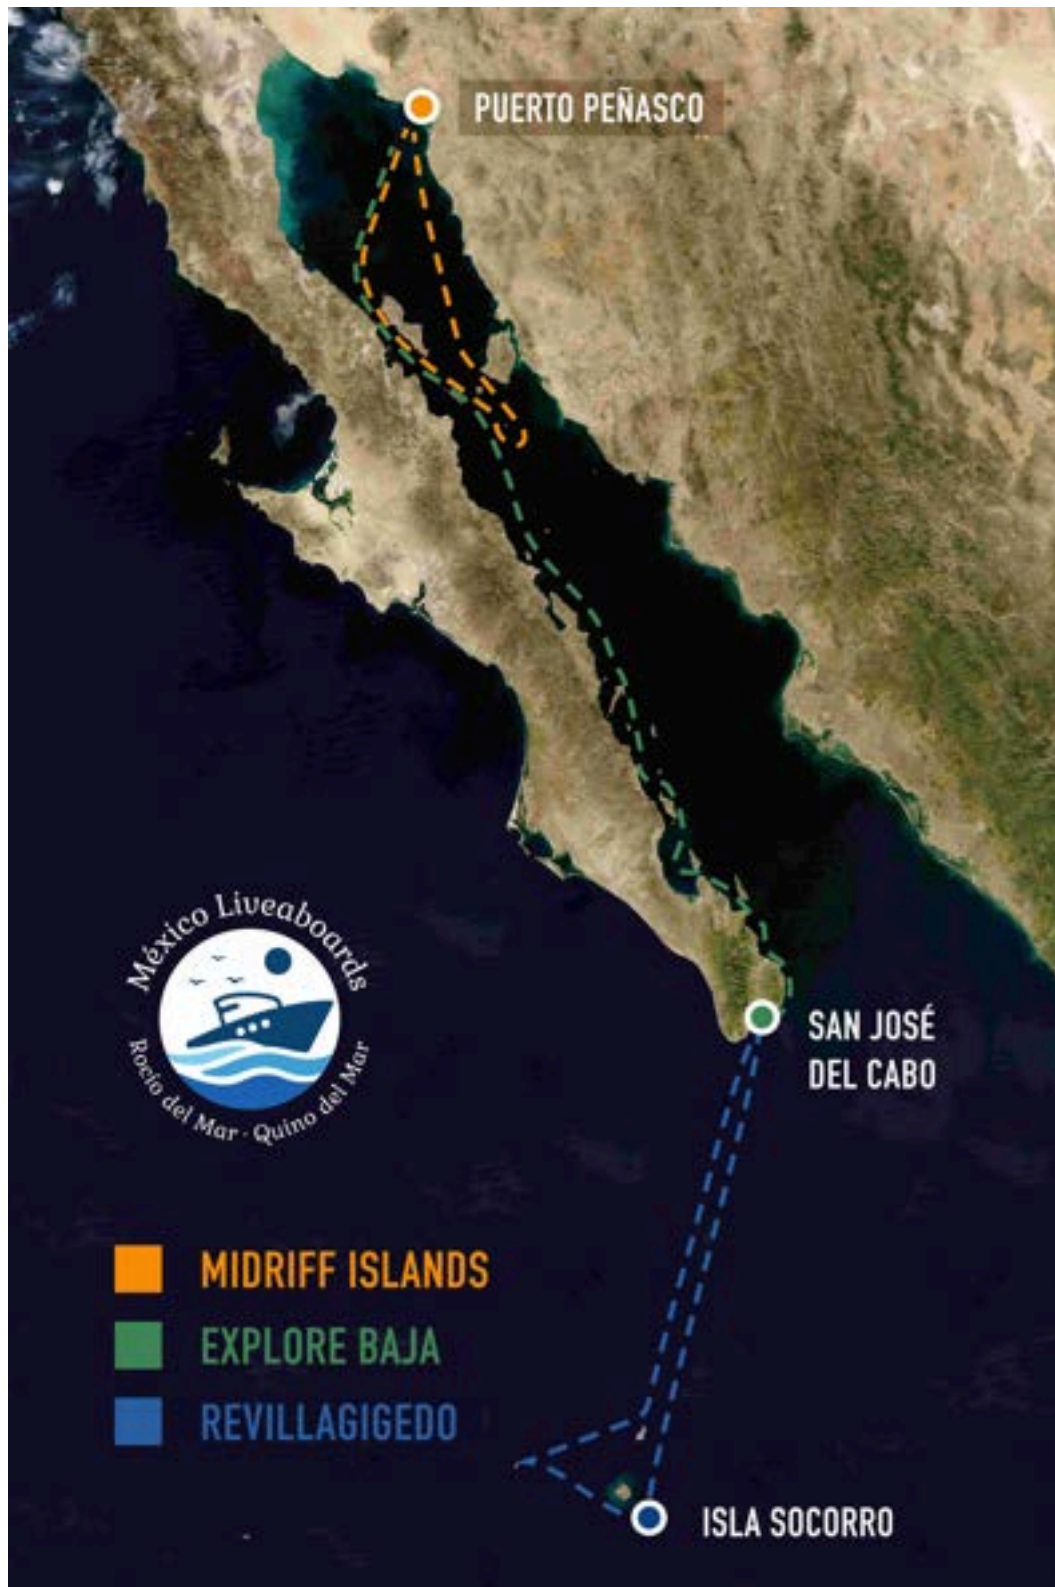 PUERTO PEÑASCO
SAN JOSÉ
DEL CABO
México Liveaboards
Rocio del Mar · Quino del Mar
MIDRIFF ISLANDS
EXPLORE BAJA
REVILLAGIGEDO
ISLA SOCORRO